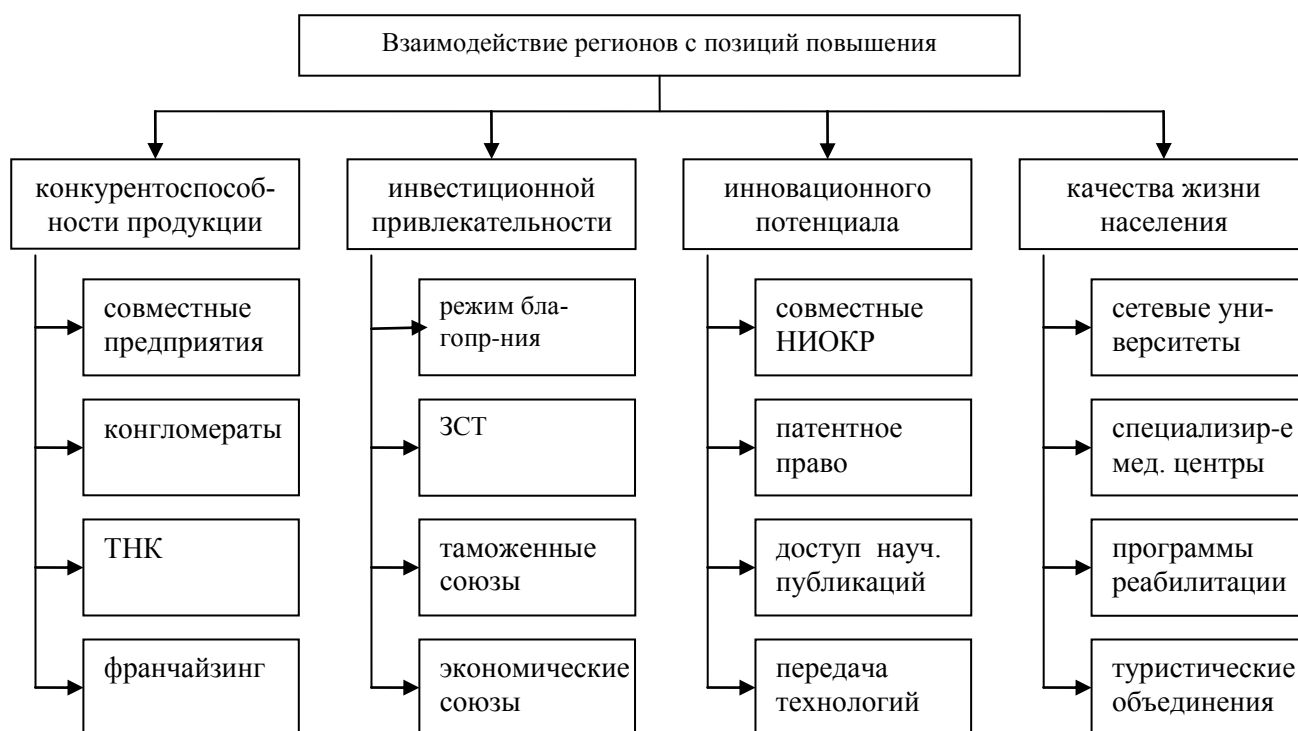 Взаимодействие регионов с позиций повышения
конкурентоспособ-
ности продукции
инвестиционной
привлекательности
инновационного
потенциала
качества жизни
населения
совместные
предприятия
конгломераты
ТНК
франчайзинг
режим бла-
гопр-ния
ЗСТ
таможенные
союзы
экономические
союзы
совместные
НИОКР
патентное
право
доступ науч.
публикаций
передача
технологий
сетевые уни-
верситеты
специализир-е
мед. центры
программы
реабилитации
туристические
объединения